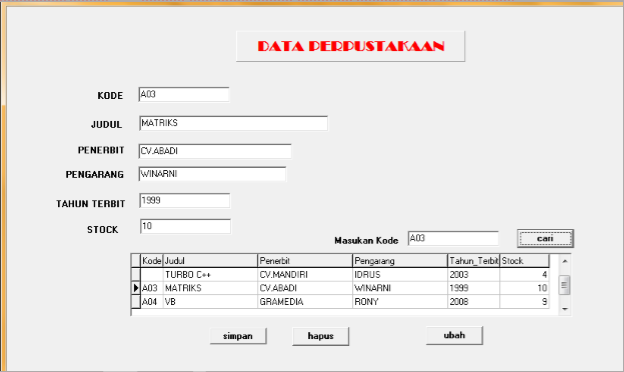 DATA PERPUSTAKAAN
KODE A03
JUDUL MATRIKS
PENERBIT CV.ABADI
PENGARANG WINARNI
TAHUN TERBIT 1999
STOCK 10
Masukan Kode A03 cari
Kode Judul Penerbit Pengarang Tahun_Terbit Stock
TURBO C++ CV.MANDIRI IDRUS 2003 4
A03 MATRIKS CV.ABADI WINARNI 1999 10
A04 VB GRAMEDIA RONY 2008 9
simpan hapus ubah